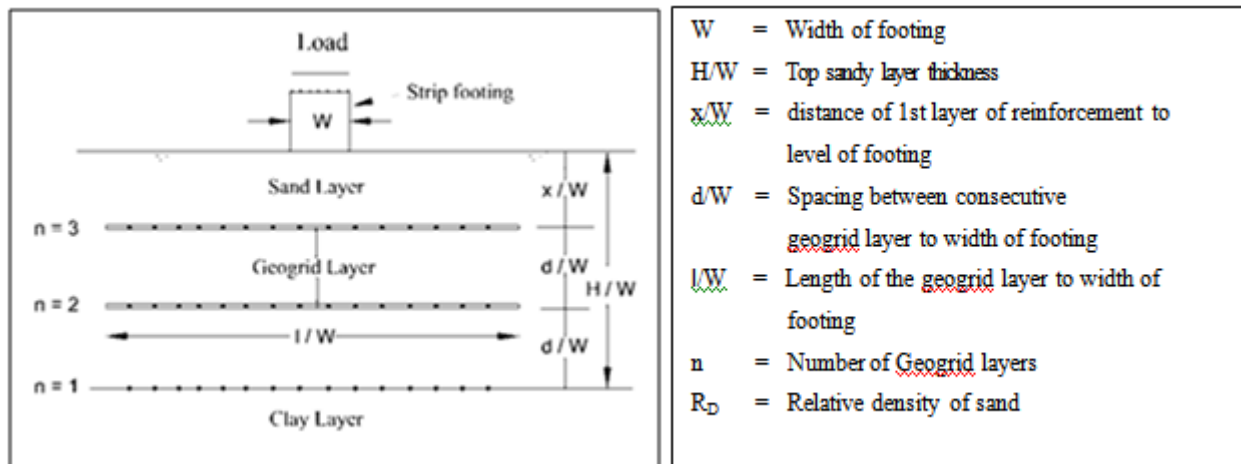 Load
Strip footing
W
Sand Layer
x / W
n = 3
Geogrid Layer
d / W
H / W
n = 2
l / W
d / W
n = 1
Clay Layer
W = Width of footing
H/W = Top sandy layer thickness
x/W = distance of 1st layer of reinforcement to
level of footing
d/W = Spacing between consecutive
geogrid layer to width of footing
l/W = Length of the geogrid layer to width of
footing
n = Number of Geogrid layers
R_D = Relative density of sand